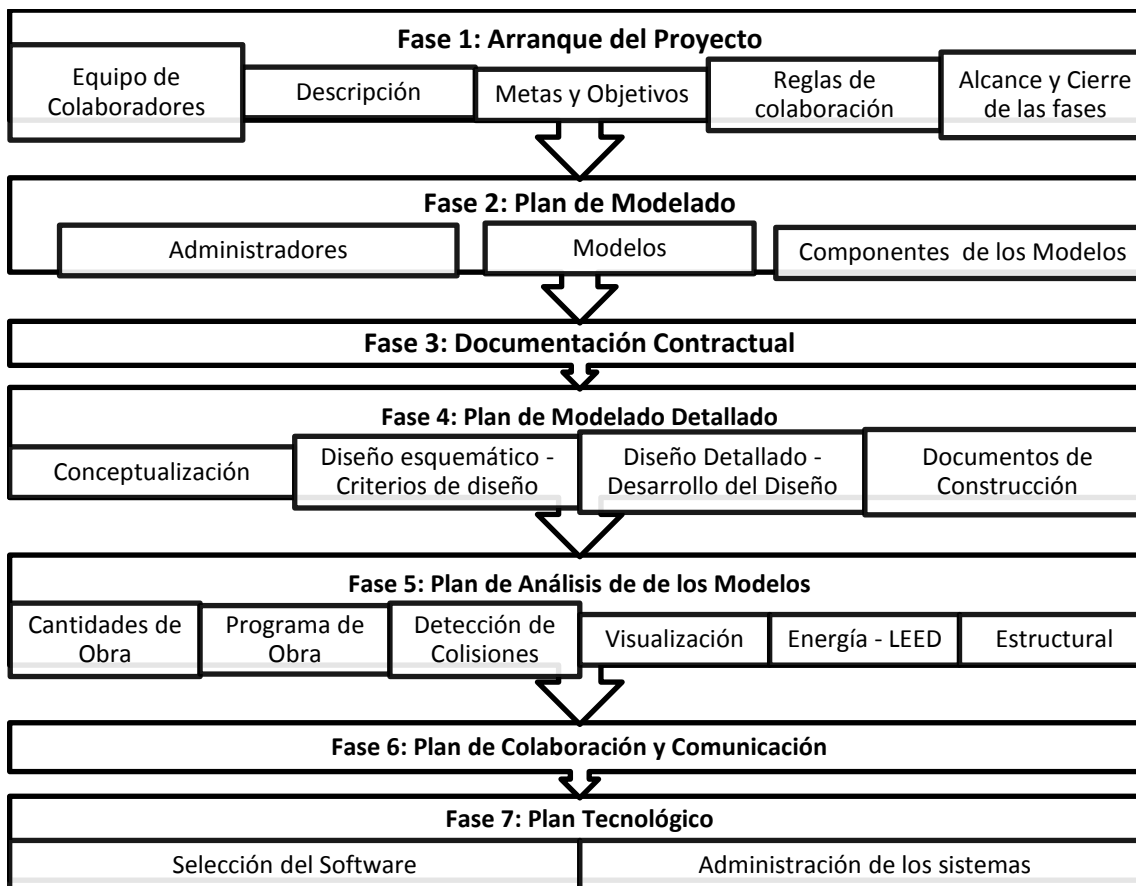 Fase 1: Arranque del Proyecto
Equipo de
Colaboradores
Descripción
Metas y Objetivos
Reglas de
colaboración
Alcance y Cierre
de las fases
Fase 2: Plan de Modelado
Administradores
Modelos
Componentes de los Modelos
Fase 3: Documentación Contractual
Fase 4: Plan de Modelado Detallado
Conceptualización
Diseño esquemático -
Criterios de diseño
Diseño Detallado -
Desarrollo del Diseño
Documentos de
Construcción
Fase 5: Plan de Análisis de de los Modelos
Cantidades de
Obra
Programa de
Obra
Detección de
Colisiones
Visualización
Energía - LEED
Estructural
Fase 6: Plan de Colaboración y Comunicación
Fase 7: Plan Tecnológico
Selección del Software
Administración de los sistemas